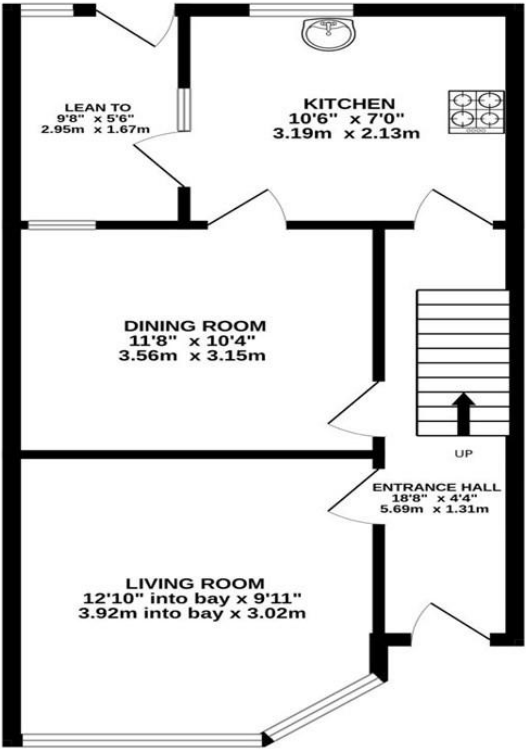 LEAN TO
9'8" x 5'6"
2.95m x 1.67m
KITCHEN
10'6" x 7'0"
3.19m x 2.13m
DINING ROOM
11'8" x 10'4"
3.56m x 3.15m
UP
ENTRANCE HALL
18'8" x 4'4"
5.69m x 1.31m
LIVING ROOM
12'10" into bay x 9'11"
3.92m into bay x 3.02m